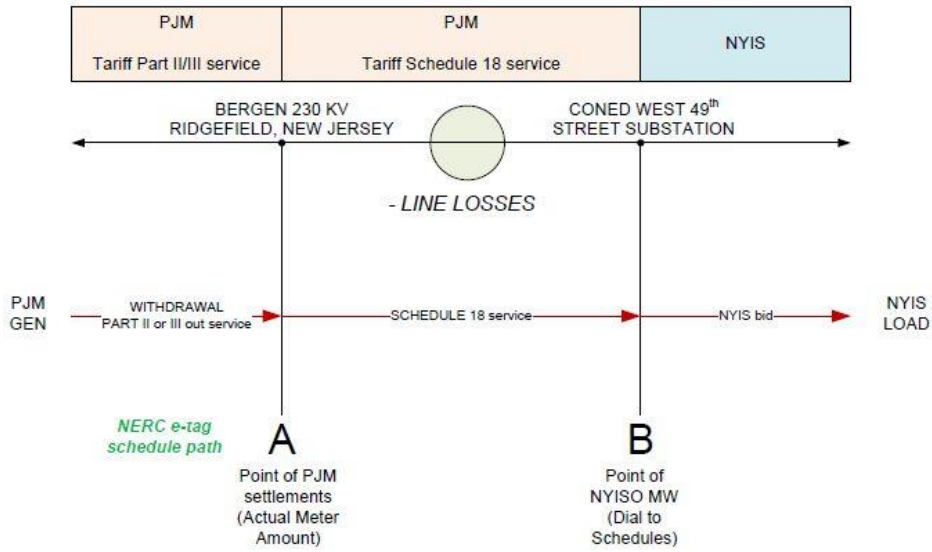 PJM
Tariff Part II/III service
PJM
Tariff Schedule 18 service
NYIS
BERGEN 230 KV
RIDGEFIELD, NEW JERSEY
CONED WEST 49th
STREET SUBSTATION
- LINE LOSSES
PJM
GEN
WITHDRAWAL
PART II or III out service
SCHEDULE 18 service
NYIS bid
NYIS
LOAD
NERC e-tag
schedule path
A
Point of PJM
settlements
(Actual Meter
Amount)
B
Point of
NYISO MW
(Dial to
Schedules)